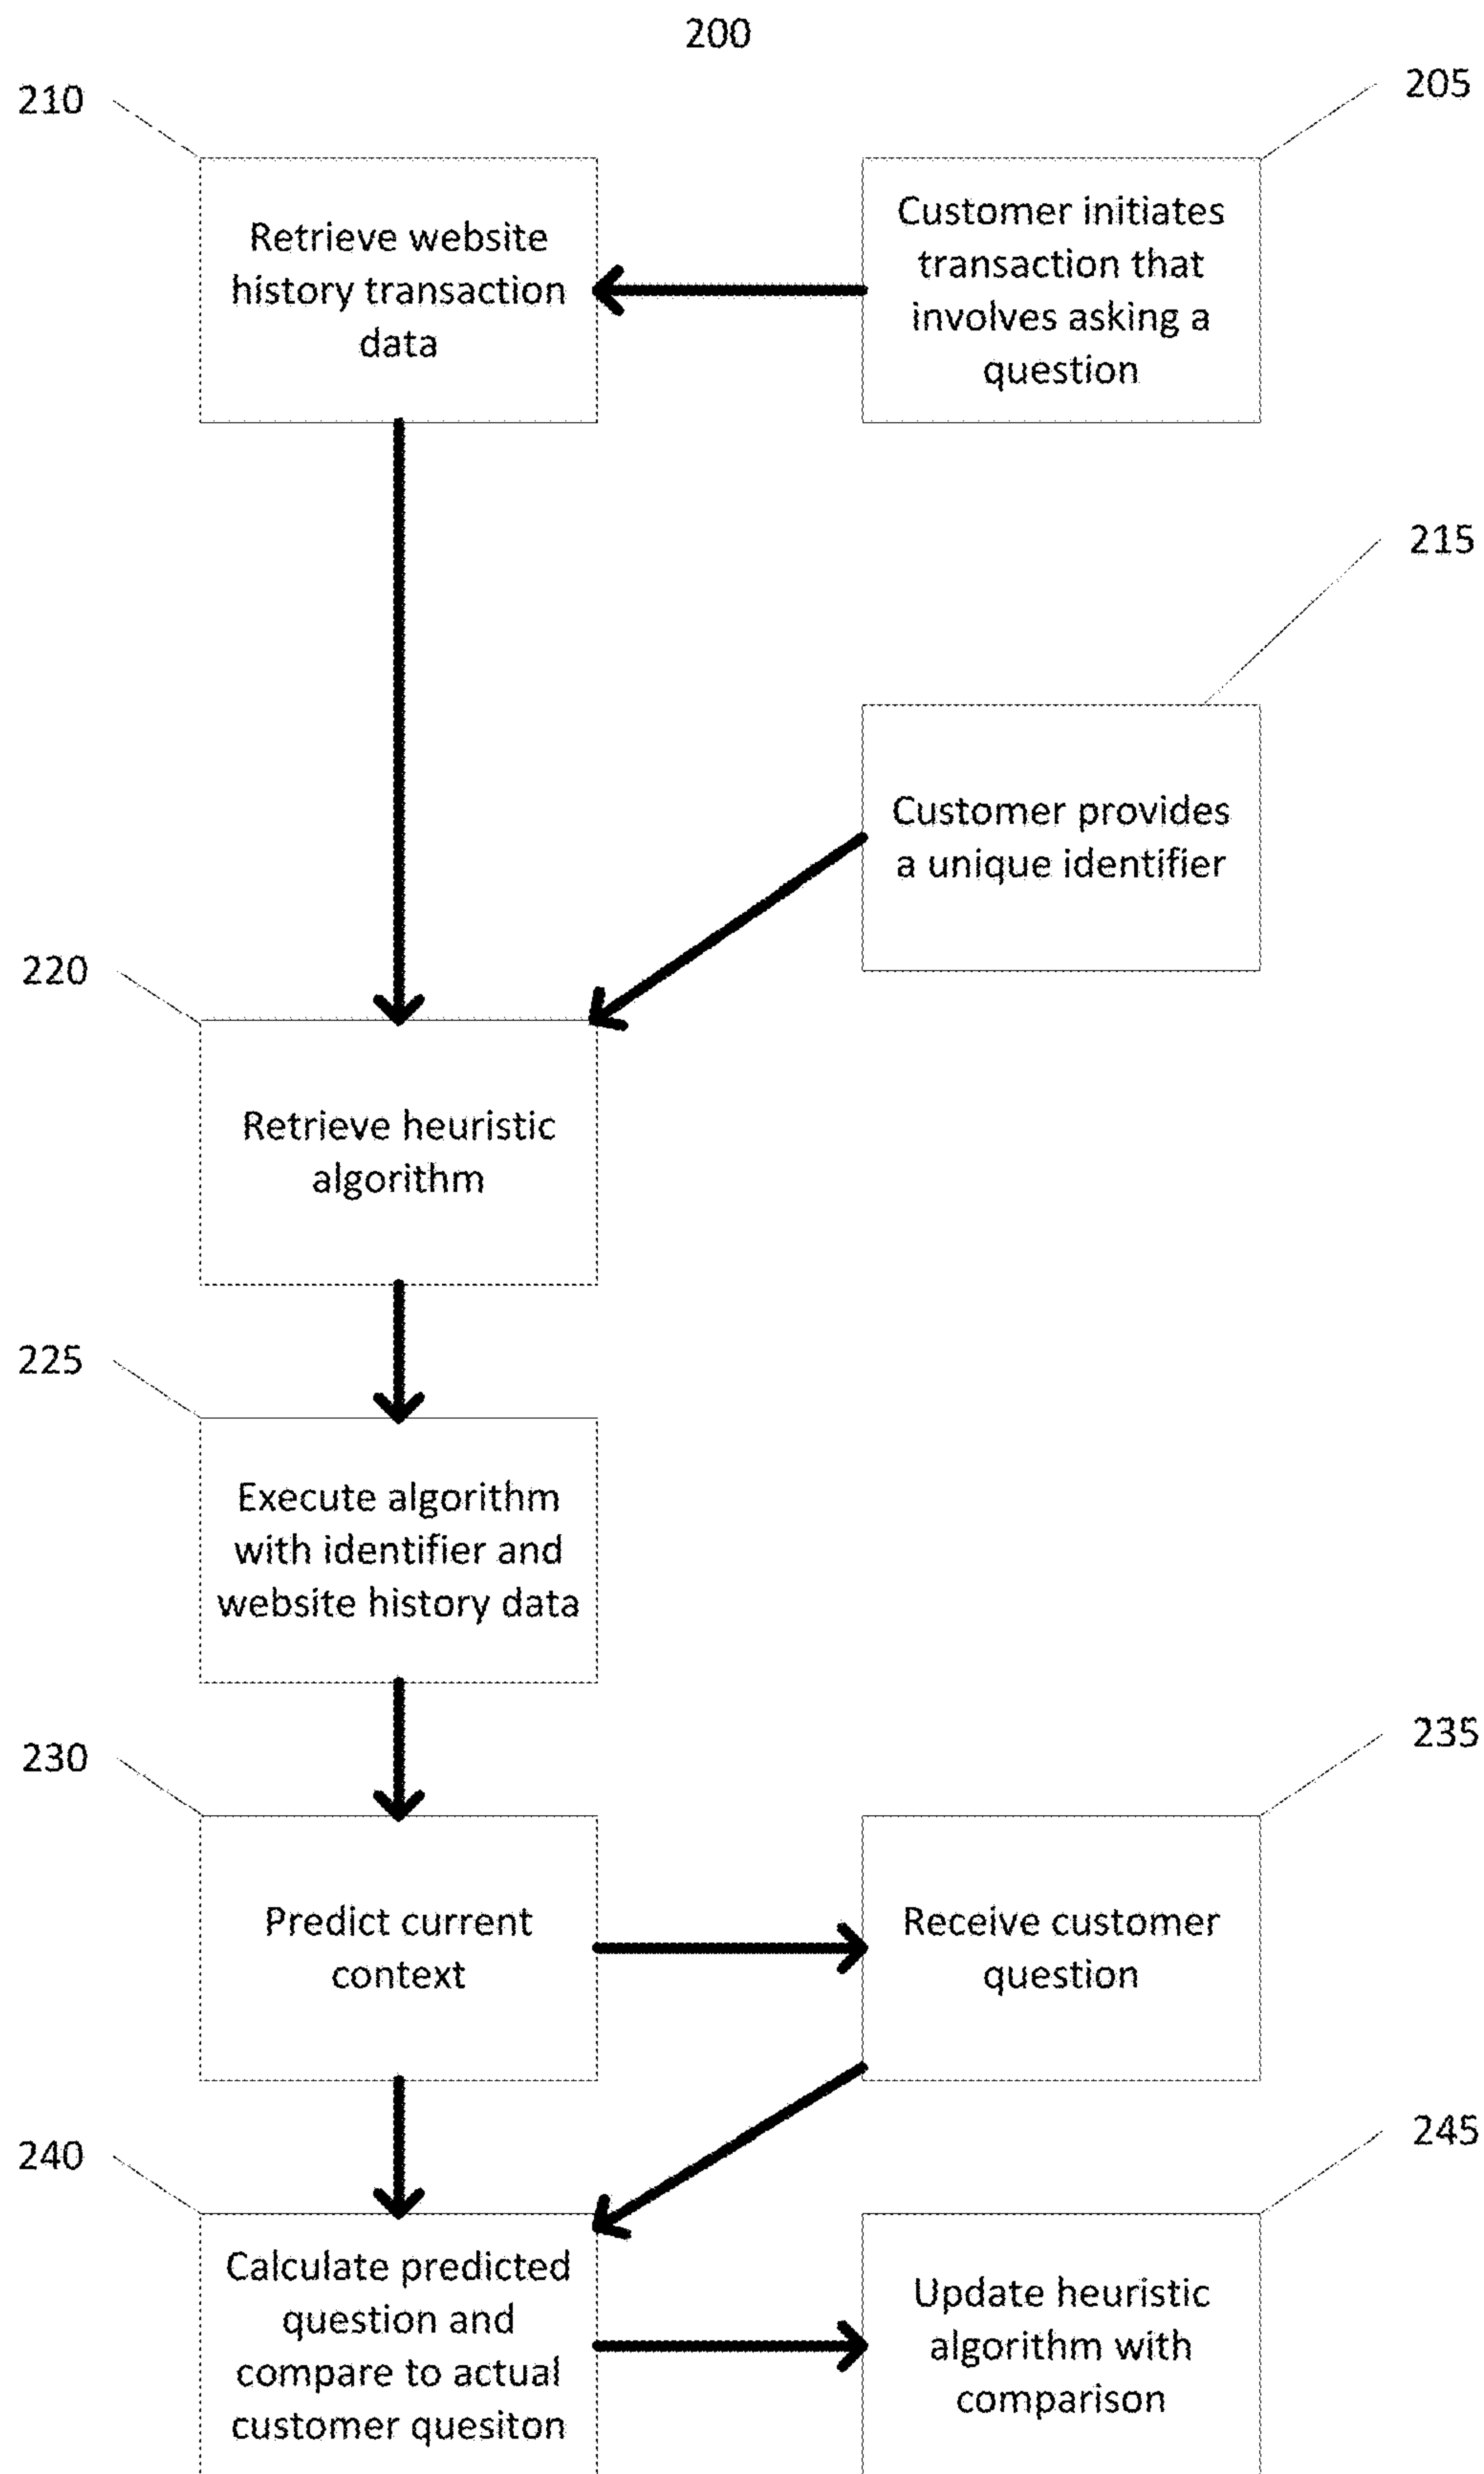 200
210
205
Retrieve website
history transaction
data
Customer initiates
transaction that
involves asking a
question
215
Customer provides
a unique identifier
220
Retrieve heuristic
algorithm
225
Execute algorithm
with identifier and
website history data
230
235
Predict current
context
Receive customer
question
240
245
Calculate predicted
question and
compare to actual
customer quesiton
Update heuristic
algorithm with
comparison